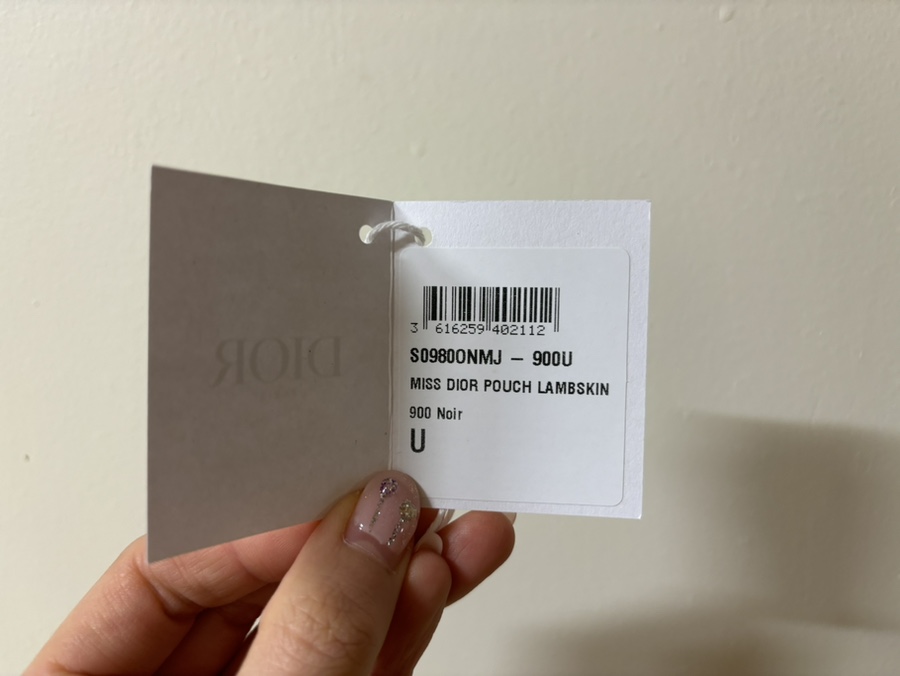 DIOR
3 616259 402112
S0980ONMJ – 900U
MISS DIOR POUCH LAMBSKIN
900 Noir
U